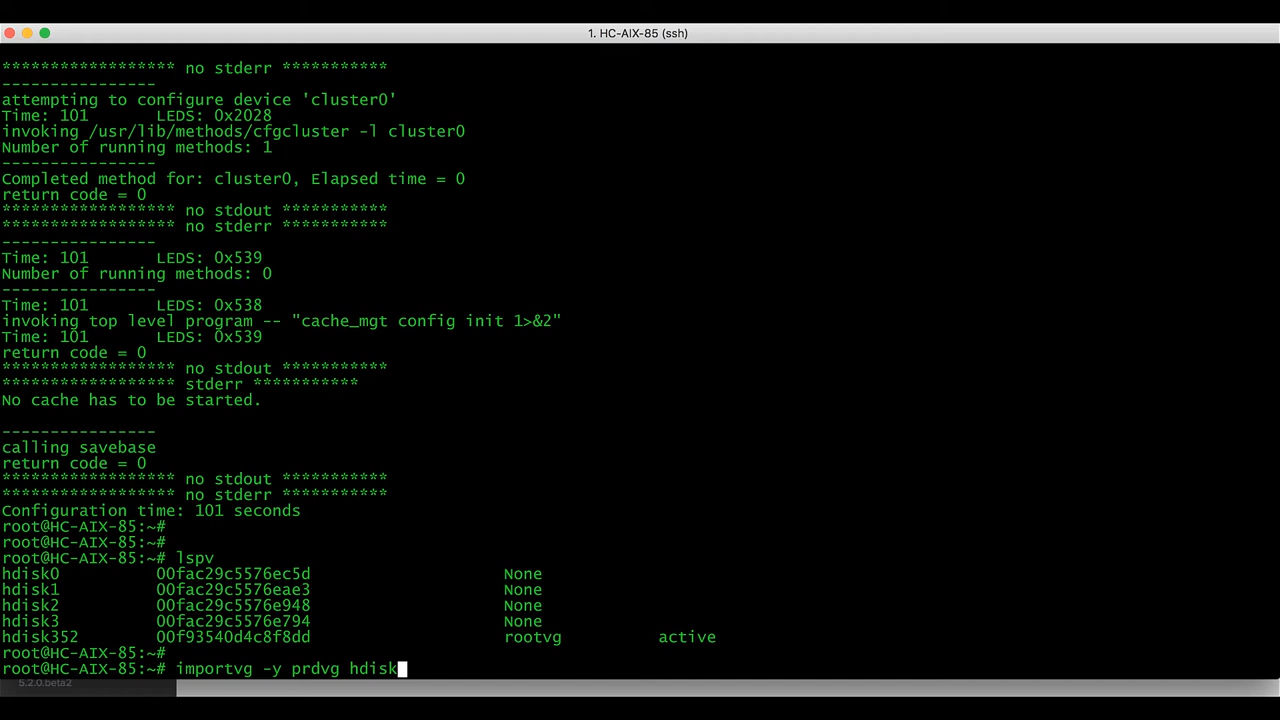 1. HC-AIX-85 (ssh)
****************** no stderr ***********
----------------
attempting to configure device 'cluster0'
Time: 101       LEDS: 0x2028
invoking /usr/lib/methods/cfgcluster -l cluster0
Number of running methods: 1
----------------
Completed method for: cluster0, Elapsed time = 0
return code = 0
****************** no stdout ***********
****************** no stderr ***********
----------------
Time: 101       LEDS: 0x539
Number of running methods: 0
----------------
Time: 101       LEDS: 0x538
invoking top level program -- "cache_mgt config init 1>&2"
Time: 101       LEDS: 0x539
return code = 0
****************** no stdout ***********
****************** stderr ***********
No cache has to be started.
----------------
calling savebase
return code = 0
****************** no stdout ***********
****************** no stderr ***********
Configuration time: 101 seconds
root@HC-AIX-85:~#
root@HC-AIX-85:~#
root@HC-AIX-85:~# lspv
hdisk0          00fac29c5576ec5d                    None
hdisk1          00fac29c5576eae3                    None
hdisk2          00fac29c5576e948                    None
hdisk3          00fac29c5576e794                    None
hdisk352        00f93540d4c8f8dd                    rootvg          active
root@HC-AIX-85:~#
root@HC-AIX-85:~# importvg -y prdvg hdisk
5.2.0.beta2